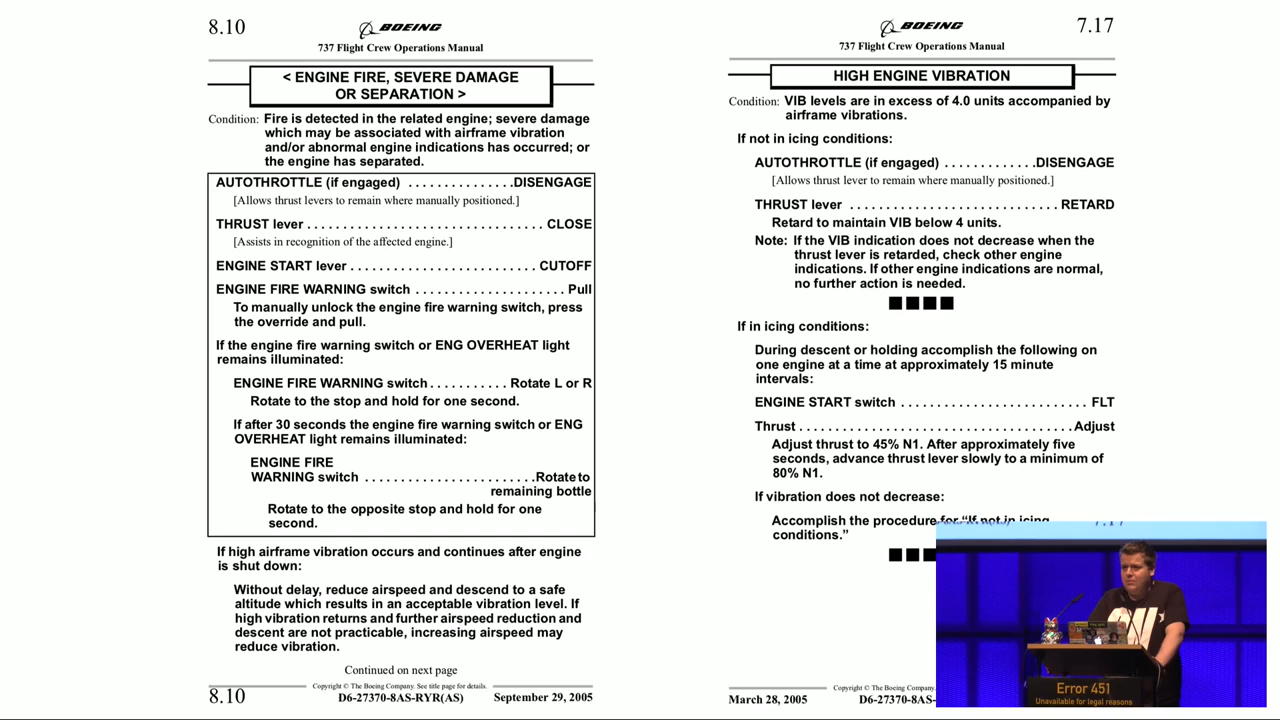 8.10
BOEING
737 Flight Crew Operations Manual
< ENGINE FIRE, SEVERE DAMAGE
OR SEPARATION >
Condition: Fire is detected in the related engine; severe damage
which may be associated with airframe vibration
and/or abnormal engine indications has occurred; or
the engine has separated.
AUTOTHROTTLE (if engaged) . . . . . . . . . . . . . . .DISENGAGE
[Allows thrust levers to remain where manually positioned.]
THRUST lever . . . . . . . . . . . . . . . . . . . . . . . . . . . . . . . . . . CLOSE
[Assists in recognition of the affected engine.]
ENGINE START lever . . . . . . . . . . . . . . . . . . . . . . . . . . . CUTOFF
ENGINE FIRE WARNING switch . . . . . . . . . . . . . . . . . . . . . . Pull
To manually unlock the engine fire warning switch, press
the override and pull.
If the engine fire warning switch or ENG OVERHEAT light
remains illuminated:
ENGINE FIRE WARNING switch . . . . . . . . . . . Rotate L or R
Rotate to the stop and hold for one second.
If after 30 seconds the engine fire warning switch or ENG
OVERHEAT light remains illuminated:
ENGINE FIRE
WARNING switch . . . . . . . . . . . . . . . . . . . . . . . . .Rotate to
remaining bottle
Rotate to the opposite stop and hold for one
second.
If high airframe vibration occurs and continues after engine
is shut down:
Without delay, reduce airspeed and descend to a safe
altitude which results in an acceptable vibration level. If
high vibration returns and further airspeed reduction and
descent are not practicable, increasing airspeed may
reduce vibration.
Continued on next page
Copyright © The Boeing Company. See title page for details.
8.10 D6-27370-8AS-RYR(AS) September 29, 2005
BOEING 7.17
737 Flight Crew Operations Manual
HIGH ENGINE VIBRATION
Condition: VIB levels are in excess of 4.0 units accompanied by
airframe vibrations.
If not in icing conditions:
AUTOTHROTTLE (if engaged) . . . . . . . . . . . . .DISENGAGE
[Allows thrust lever to remain where manually positioned.]
THRUST lever . . . . . . . . . . . . . . . . . . . . . . . . . . . . . . RETARD
Retard to maintain VIB below 4 units.
Note: If the VIB indication does not decrease when the
thrust lever is retarded, check other engine
indications. If other engine indications are normal,
no further action is needed.
If in icing conditions:
During descent or holding accomplish the following on
one engine at a time at approximately 15 minute
intervals:
ENGINE START switch . . . . . . . . . . . . . . . . . . . . . . . . . . . FLT
Thrust . . . . . . . . . . . . . . . . . . . . . . . . . . . . . . . . . . . . . . .Adjust
Adjust thrust to 45% N1. After approximately five
seconds, advance thrust lever slowly to a minimum of
80% N1.
If vibration does not decrease:
Accomplish the procedure for “If not in icing
conditions.”
Copyright © The Boeing Company.
March 28, 2005 D6-27370-8AS-
Error 451
Unavailable for legal reasons